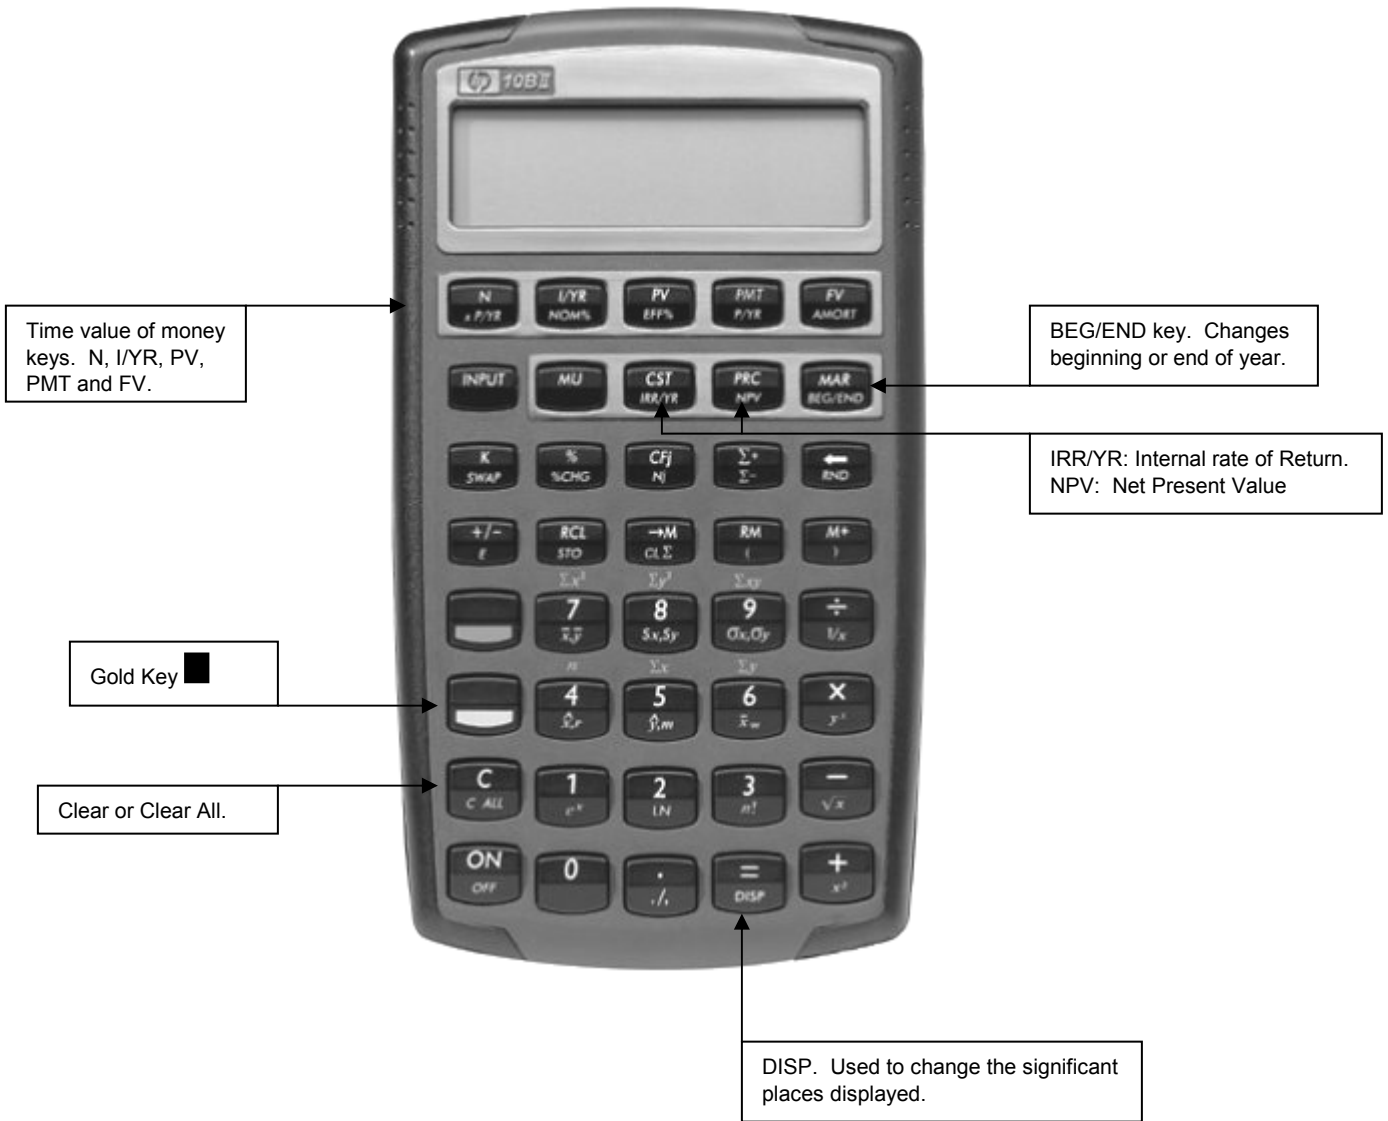 hp 10BII
N I/YR PV PMT FV
x P/YR NOM% EFF% P/YR AMORT
Time value of money
keys. N, I/YR, PV,
PMT and FV.
BEG/END key. Changes
beginning or end of year.
INPUT MU CST PRC MAR
IRR/YR NPV BEG/END
IRR/YR: Internal rate of Return.
NPV: Net Present Value
K % CFj Σ+ ←
SWAP %CHG Nj Σ− RND
+/− RCL →M RM M+
E STO CL Σ ( )
Σx² Σy² Σxy
7 8 9 ÷
x̄,ȳ Sx,Sy σx,σy 1/x
Gold Key
n Σx Σy
4 5 6 ×
x̂,r ŷ,m x̄w yˣ
Clear or Clear All.
C 1 2 3 −
C ALL eˣ LN n! √x
ON 0 . = +
OFF ./, DISP x²
DISP. Used to change the significant
places displayed.